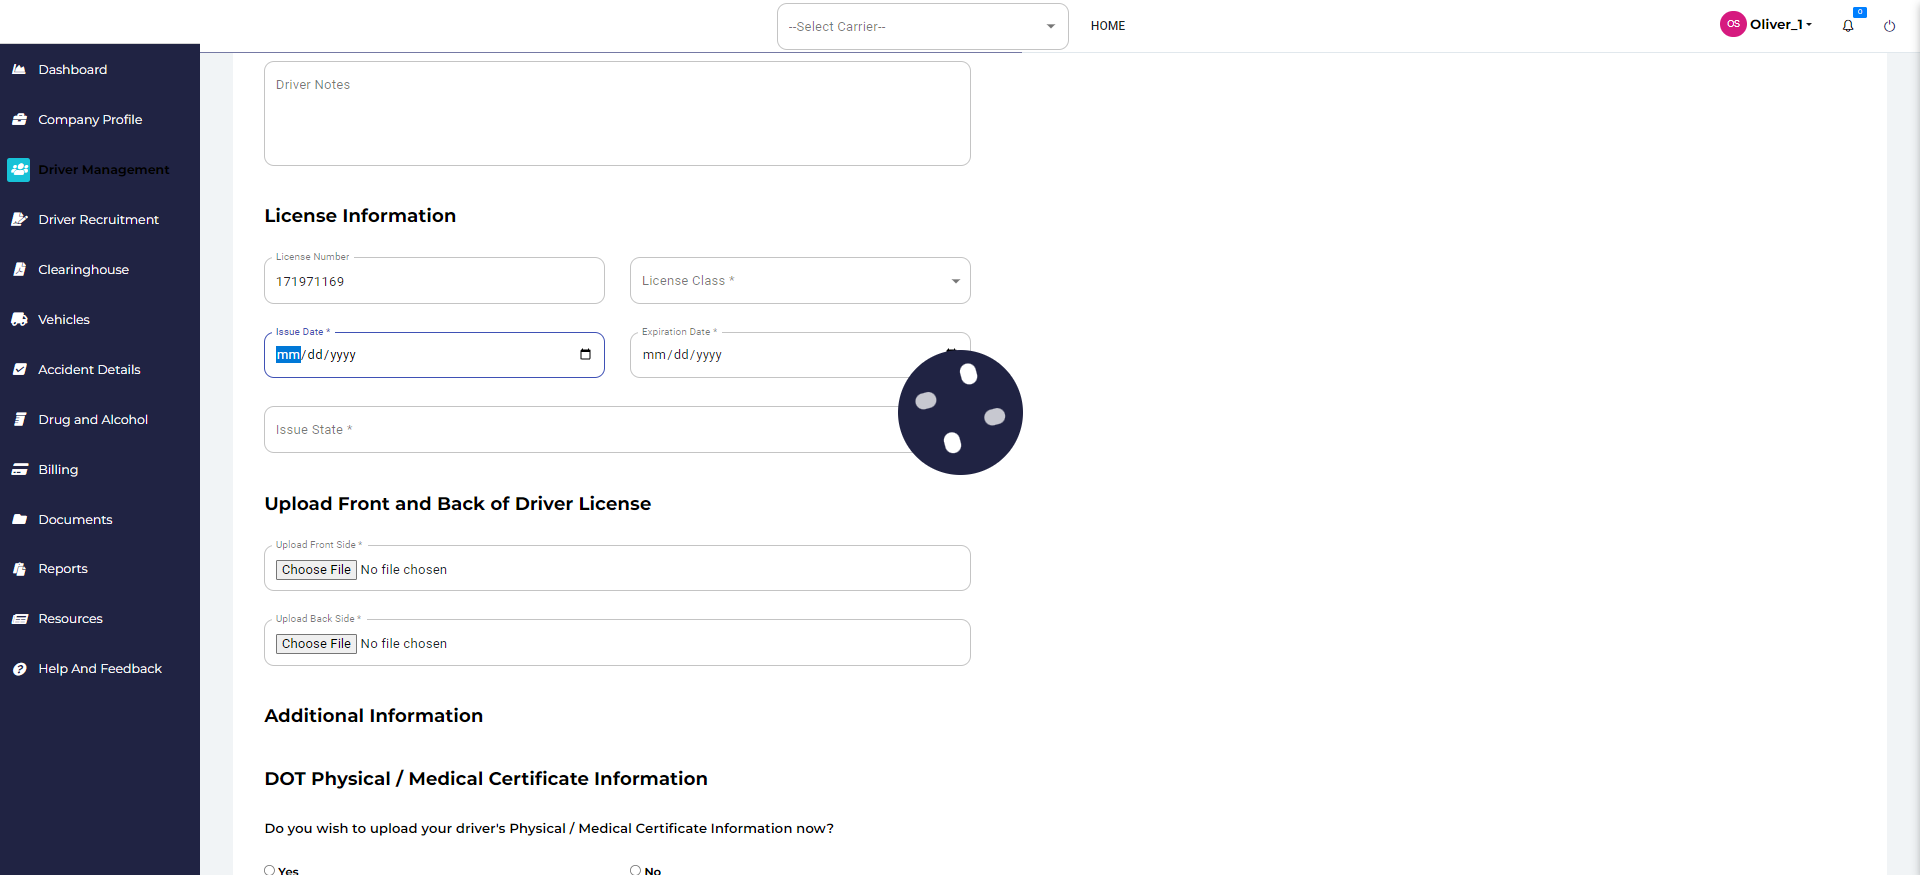 --Select Carrier--
HOME
OS
Oliver_1
0
Dashboard
Company Profile
Driver Management
Driver Recruitment
Clearinghouse
Vehicles
Accident Details
Drug and Alcohol
Billing
Documents
Reports
Resources
Help And Feedback
Driver Notes
License Information
License Number
171971169
License Class *
Issue Date *
mm/dd/yyyy
Expiration Date *
mm/dd/yyyy
Issue State *
Upload Front and Back of Driver License
Upload Front Side *
Choose File No file chosen
Upload Back Side *
Choose File No file chosen
Additional Information
DOT Physical / Medical Certificate Information
Do you wish to upload your driver's Physical / Medical Certificate Information now?
Yes
No